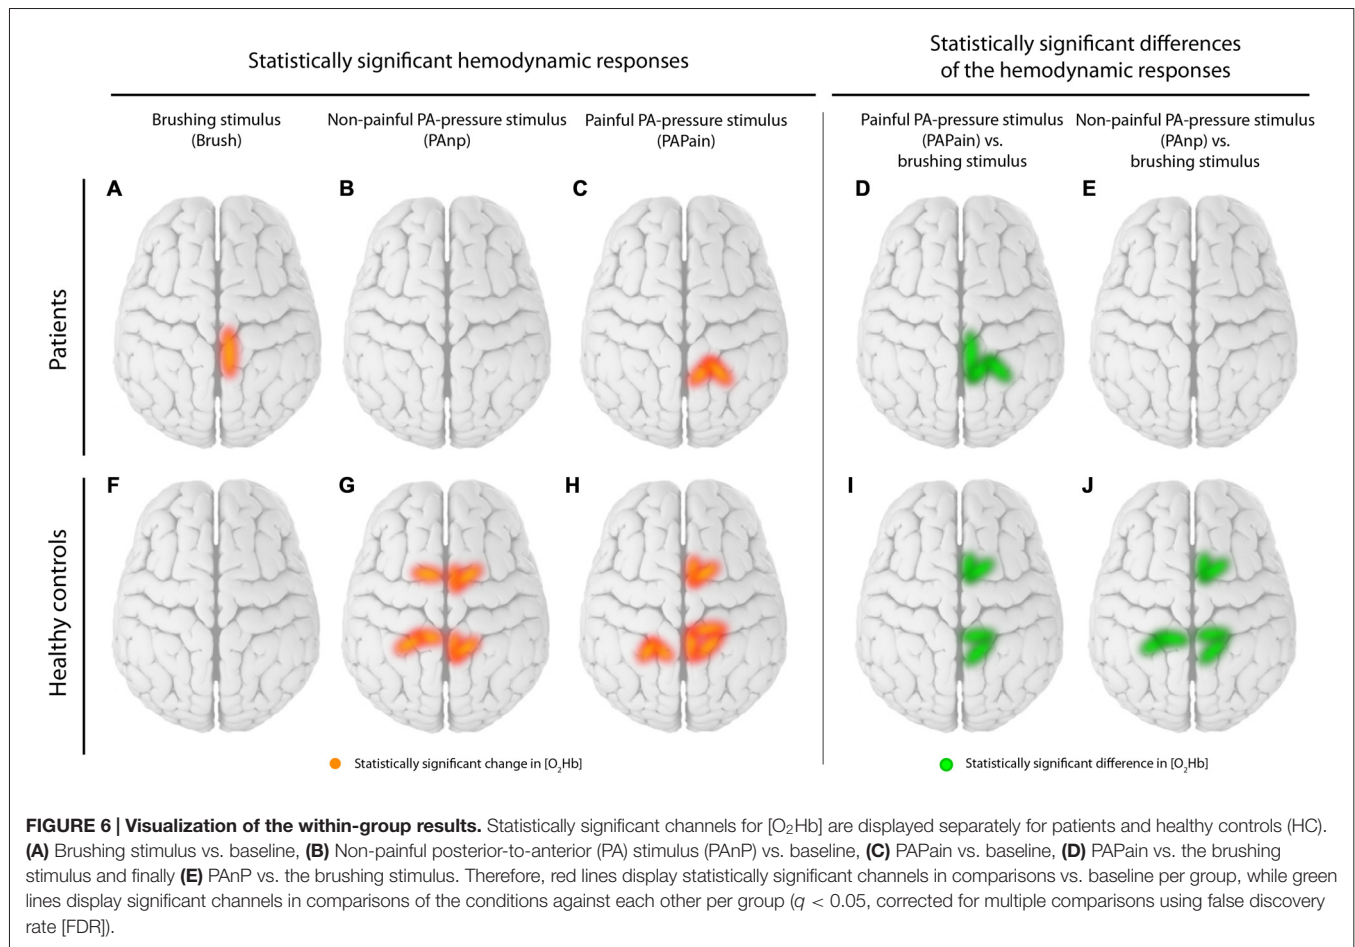 Statistically significant hemodynamic responses
Statistically significant differences
of the hemodynamic responses
Brushing stimulus
(Brush)
Non-painful PA-pressure stimulus
(PAnp)
Painful PA-pressure stimulus
(PAPain)
Painful PA-pressure stimulus
(PAPain) vs.
brushing stimulus
Non-painful PA-pressure stimulus
(PAnp) vs.
brushing stimulus
Patients
A
B
C
D
E
Healthy controls
F
G
H
I
J
Statistically significant change in [O₂Hb]
Statistically significant difference in [O₂Hb]
FIGURE 6 | Visualization of the within-group results. Statistically significant channels for [O₂Hb] are displayed separately for patients and healthy controls (HC).
(A) Brushing stimulus vs. baseline, (B) Non-painful posterior-to-anterior (PA) stimulus (PAnP) vs. baseline, (C) PAPain vs. baseline, (D) PAPain vs. the brushing
stimulus and finally (E) PAnP vs. the brushing stimulus. Therefore, red lines display statistically significant channels in comparisons vs. baseline per group, while green
lines display significant channels in comparisons of the conditions against each other per group (q < 0.05, corrected for multiple comparisons using false discovery
rate [FDR]).